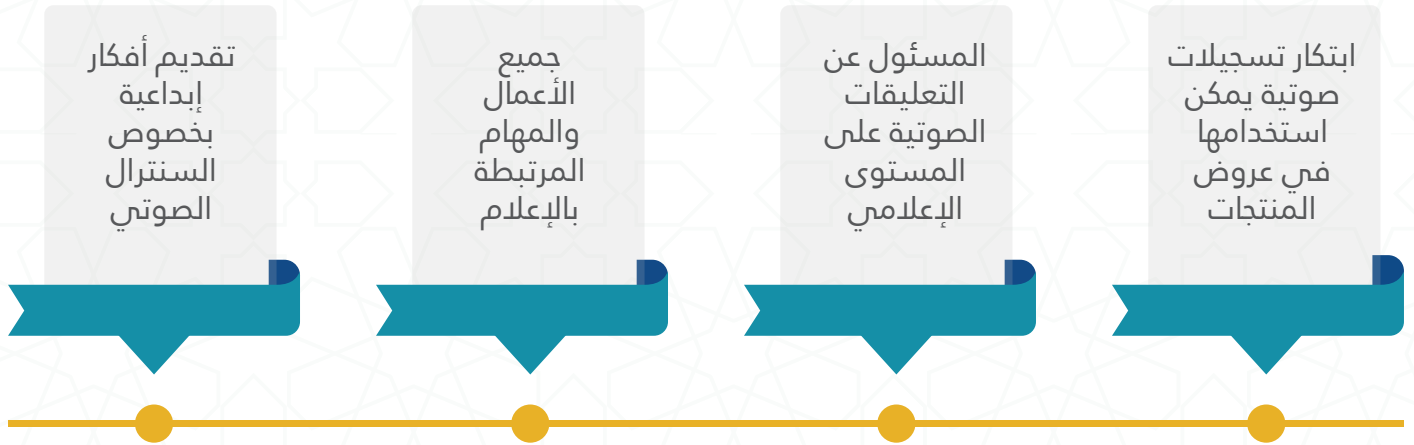 ابتكار تسجيلات
صوتية يمكن
استخدامها
في عروض
المنتجات
المسئول عن
التعليقات
الصوتية على
المستوى
الإعلامي
جميع
الأعمال
والمهام
المرتبطة
بالإعلام
تقديم أفكار
إبداعية
بخصوص
السنترال
الصوتي